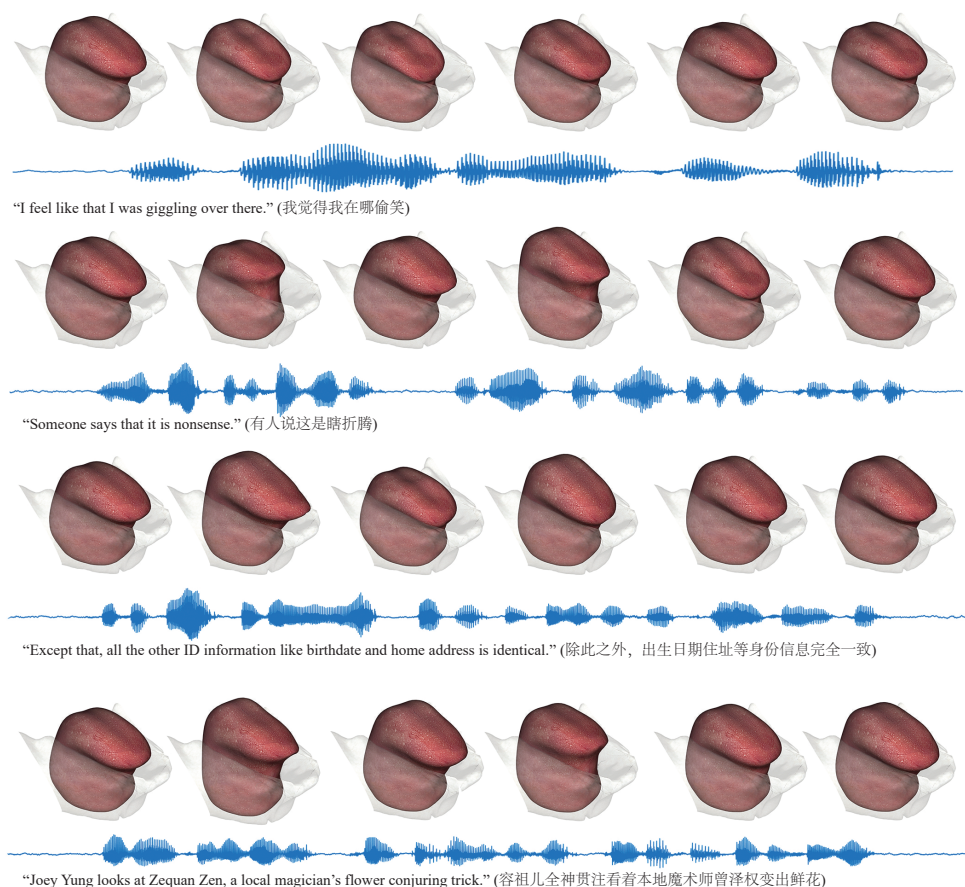 “I feel like that I was giggling over there.” (我觉得我在哪偷笑)
“Someone says that it is nonsense.” (有人说这是瞎折腾)
“Except that, all the other ID information like birthdate and home address is identical.” (除此之外，出生日期住址等身份信息完全一致)
“Joey Yung looks at Zequan Zen, a local magician’s flower conjuring trick.” (容祖儿全神贯注看着本地魔术师曾泽权变出鲜花)